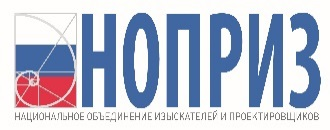 НОПРИЗ
НАЦИОНАЛЬНОЕ ОБЪЕДИНЕНИЕ ИЗЫСКАТЕЛЕЙ И ПРОЕКТИРОВЩИКОВ